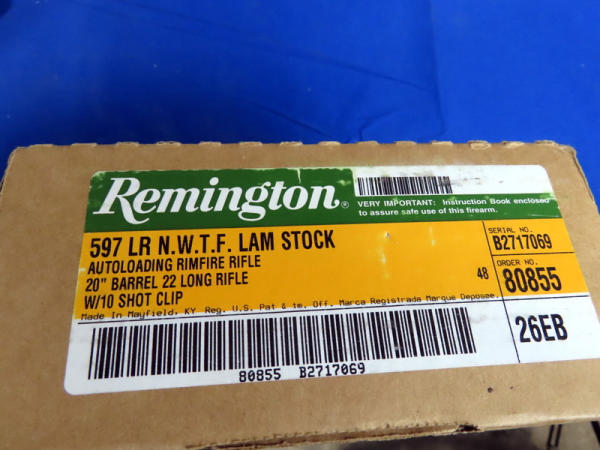 Remington®
VERY IMPORTANT: Instruction Book enclosed
to assure safe use of this firearm.
597 LR N.W.T.F. LAM STOCK
AUTOLOADING RIMFIRE RIFLE
20" BARREL 22 LONG RIFLE
48
W/10 SHOT CLIP
SERIAL NO.
B2717069
ORDER NO.
80855
Made In Mayfield, KY Reg. U.S. Pat & tm. Off. Marca Registrada Marque Deposee.
26EB
80855 B2717069